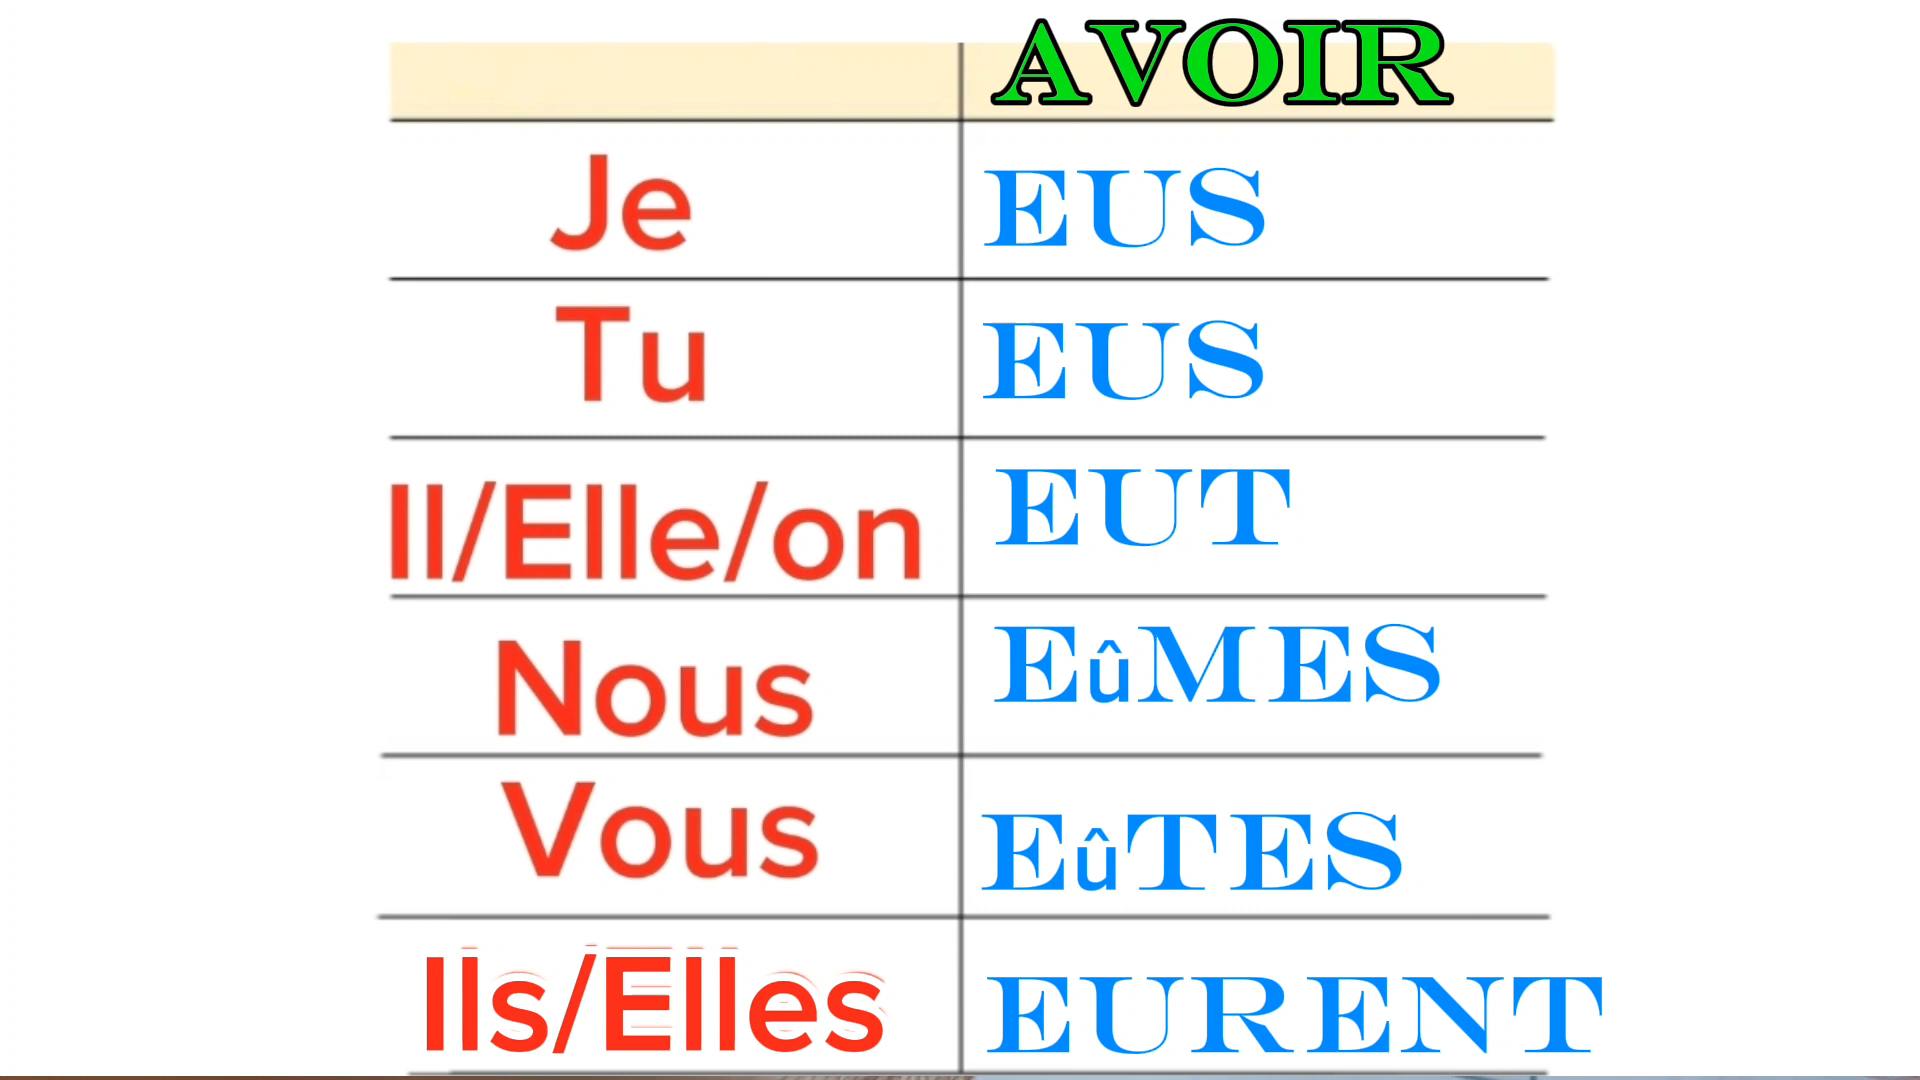 AVOIR
Je EUS
Tu EUS
Il/Elle/on EUT
Nous EûMES
Vous EûTES
Ils/Elles EURENT